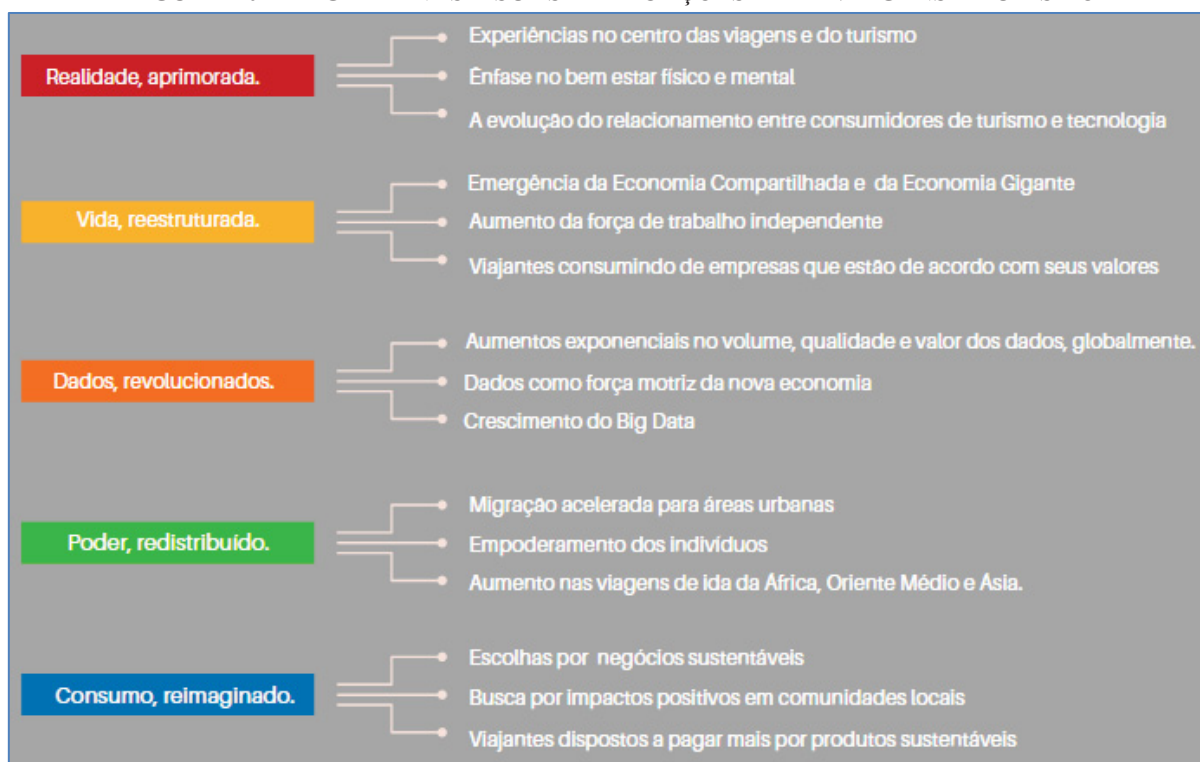 Realidade, aprimorada.
Experiências no centro das viagens e do turismo
Ênfase no bem estar físico e mental
A evolução do relacionamento entre consumidores de turismo e tecnologia
Vida, reestruturada.
Emergência da Economia Compartilhada e da Economia Gigante
Aumento da força de trabalho independente
Viajantes consumindo de empresas que estão de acordo com seus valores
Dados, revolucionados.
Aumentos exponenciais no volume, qualidade e valor dos dados, globalmente.
Dados como força motriz da nova economia
Crescimento do Big Data
Poder, redistribuído.
Migração acelerada para áreas urbanas
Empoderamento dos indivíduos
Aumento nas viagens de ida da África, Oriente Médio e Ásia.
Consumo, reimaginado.
Escolhas por negócios sustentáveis
Busca por impactos positivos em comunidades locais
Viajantes dispostos a pagar mais por produtos sustentáveis